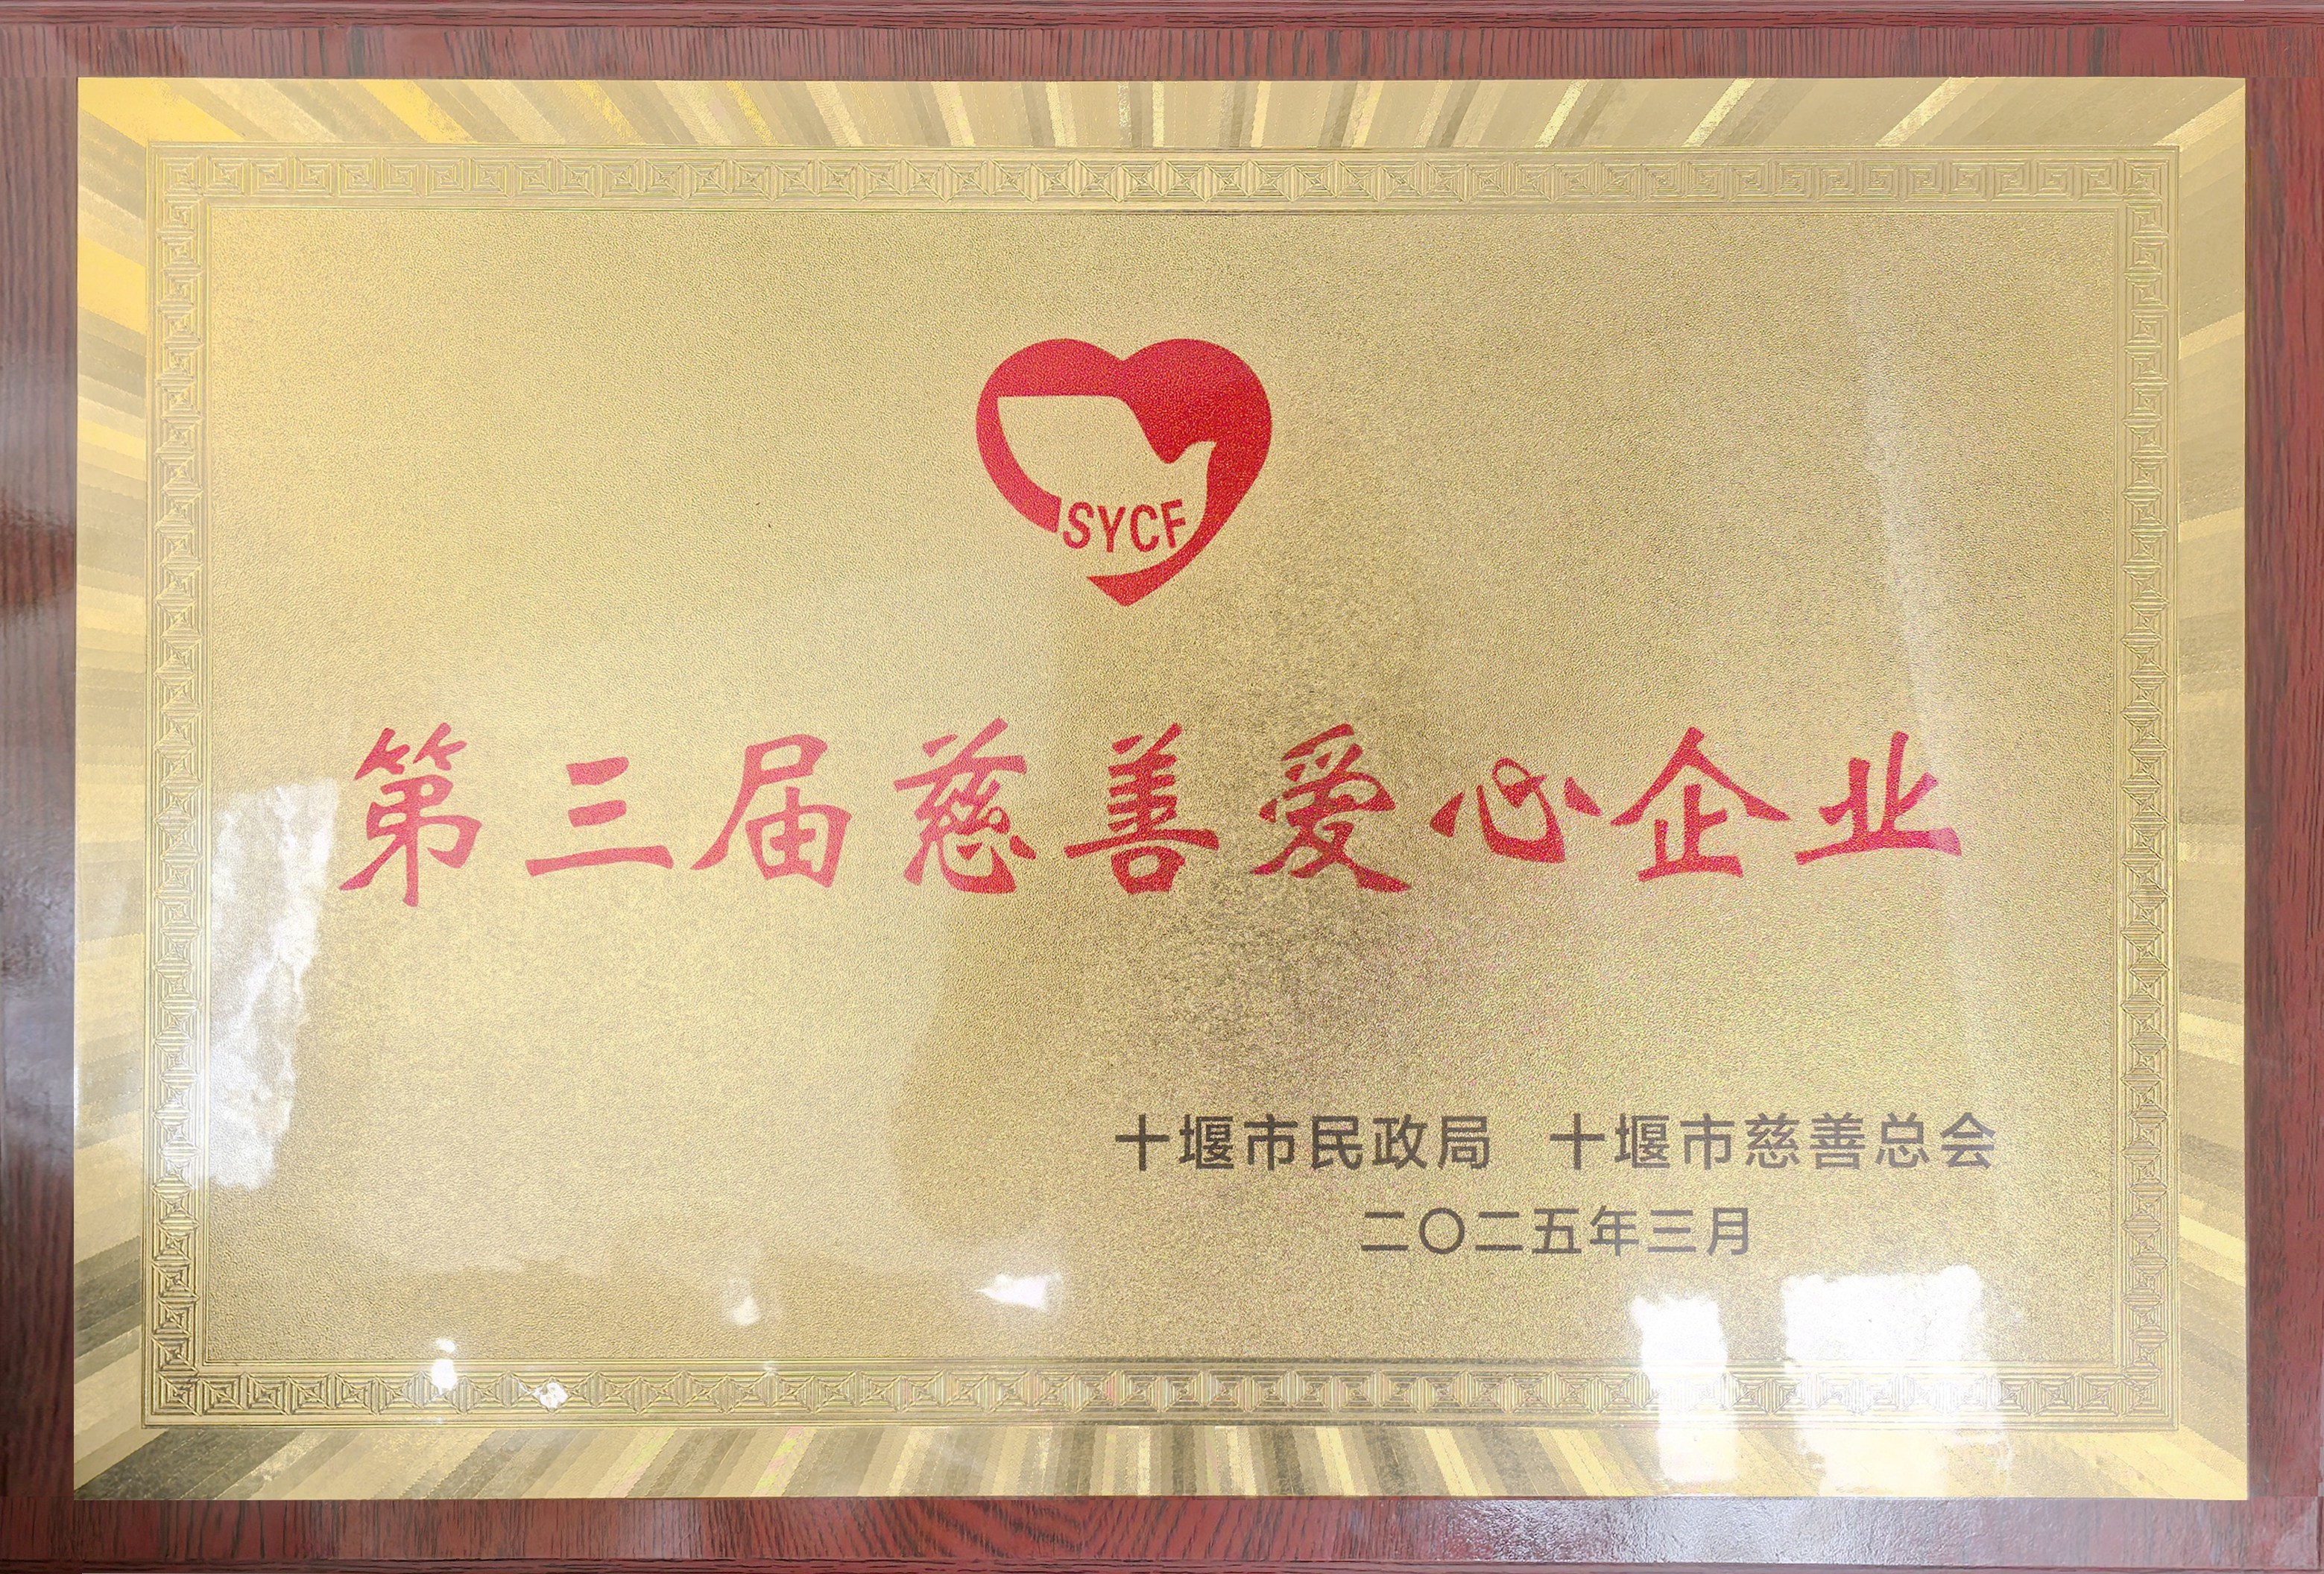 SYCF
第三届慈善爱心企业
十堰市民政局 十堰市慈善总会
二〇二五年三月